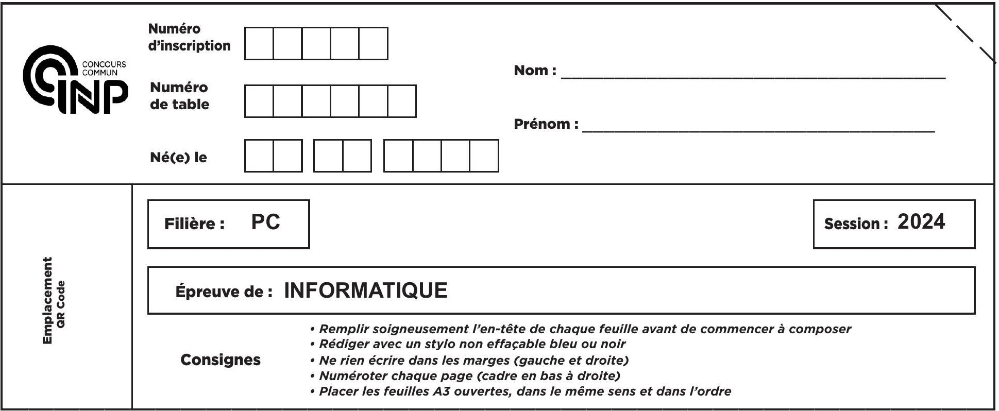 CONCOURS
COMMUN
INP
Numéro
d'inscription
Numéro
de table
Né(e) le
Nom :
Prénom :
Emplacement
QR Code
Filière : PC
Session : 2024
Épreuve de : INFORMATIQUE
Consignes
• Remplir soigneusement l'en-tête de chaque feuille avant de commencer à composer
• Rédiger avec un stylo non effaçable bleu ou noir
• Ne rien écrire dans les marges (gauche et droite)
• Numéroter chaque page (cadre en bas à droite)
• Placer les feuilles A3 ouvertes, dans le même sens et dans l'ordre